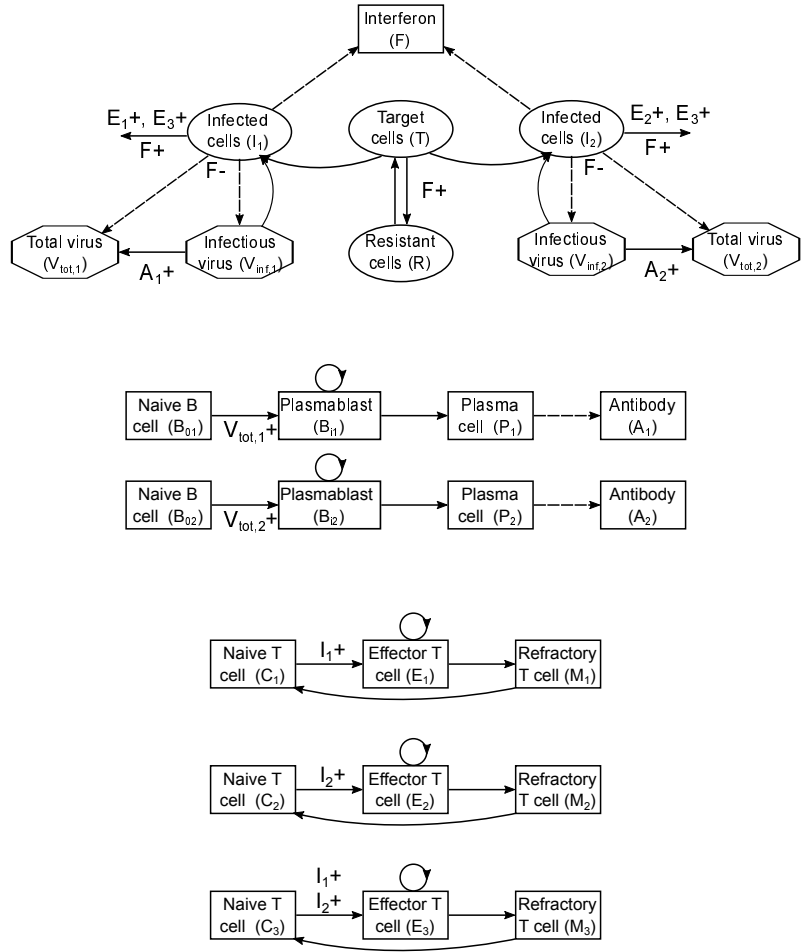 Interferon
(F)
E₁+, E₃+
F+
Infected
cells (I₁)
Target
cells (T)
Infected
cells (I₂)
E₂+, E₃+
F+
F-
F-
F+
Total virus
(Vtot,1)
A₁+
Infectious
virus (Vinf,1)
Resistant
cells (R)
Infectious
virus (Vinf,2)
A₂+
Total virus
(Vtot,2)
Naive B
cell (B₀₁)
Vtot,1+
Plasmablast
(Bi1)
Plasma
cell (P₁)
Antibody
(A₁)
Naive B
cell (B₀₂)
Vtot,2+
Plasmablast
(Bi2)
Plasma
cell (P₂)
Antibody
(A₂)
Naive T
cell (C₁)
I₁+
Effector T
cell (E₁)
Refractory
T cell (M₁)
Naive T
cell (C₂)
I₂+
Effector T
cell (E₂)
Refractory
T cell (M₂)
Naive T
cell (C₃)
I₁+
I₂+
Effector T
cell (E₃)
Refractory
T cell (M₃)